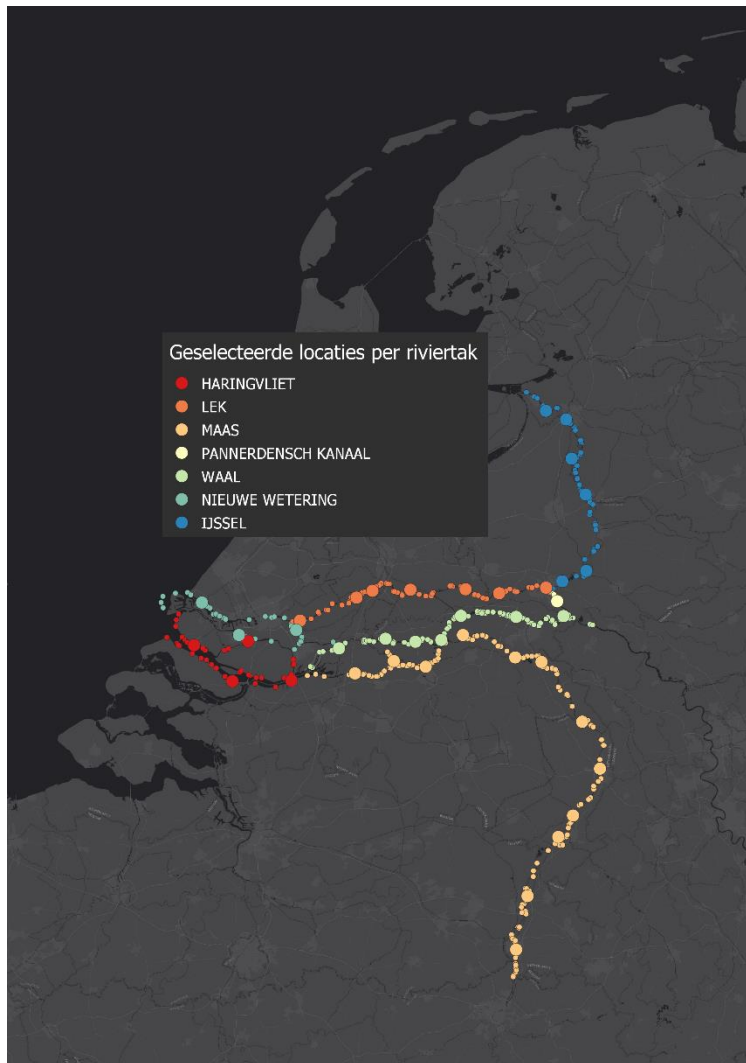 Geselecteerde locaties per riviertak
HARINGVLIET
LEK
MAAS
PANNERDENSCH KANAAL
WAAL
NIEUWE WETERING
IJSSEL